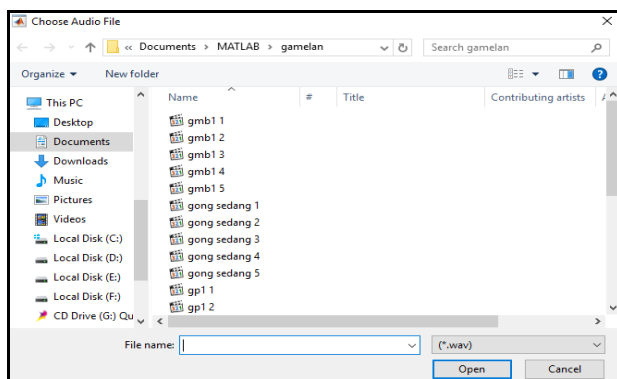 Choose Audio File
« Documents > MATLAB > gamelan
Search gamelan
Organize
New folder
Name # Title Contributing artists
This PC
Desktop
Documents
Downloads
Music
Pictures
Videos
Local Disk (C:)
Local Disk (D:)
Local Disk (E:)
Local Disk (F:)
CD Drive (G:) Qu
gmb1 1
gmb1 2
gmb1 3
gmb1 4
gmb1 5
gong sedang 1
gong sedang 2
gong sedang 3
gong sedang 4
gong sedang 5
gp1 1
gp1 2
File name:
(*.wav)
Open
Cancel